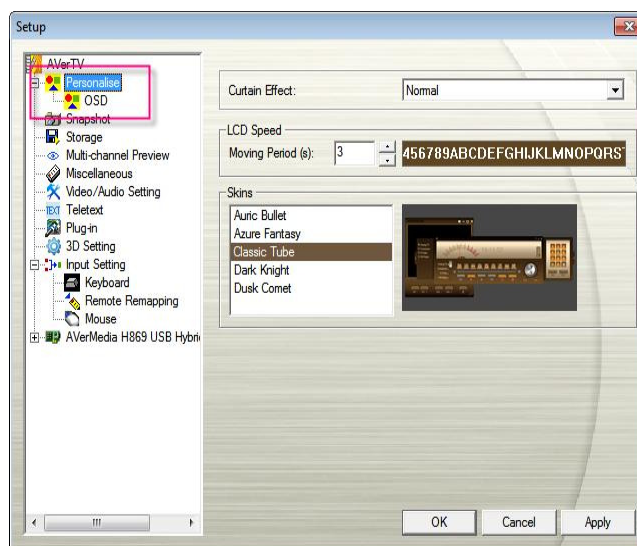 Setup
AVerTV
Personalise
OSD
Snapshot
Storage
Multi-channel Preview
Miscellaneous
Video/Audio Setting
TEXT Teletext
Plug-in
3D Setting
Input Setting
Keyboard
Remote Remapping
Mouse
AVerMedia H869 USB Hybri
Curtain Effect: Normal
LCD Speed
Moving Period (s): 3 456789ABCDEFGHIJKLMNOPQRS
Skins
Auric Bullet
Azure Fantasy
Classic Tube
Dark Knight
Dusk Comet
OK Cancel Apply